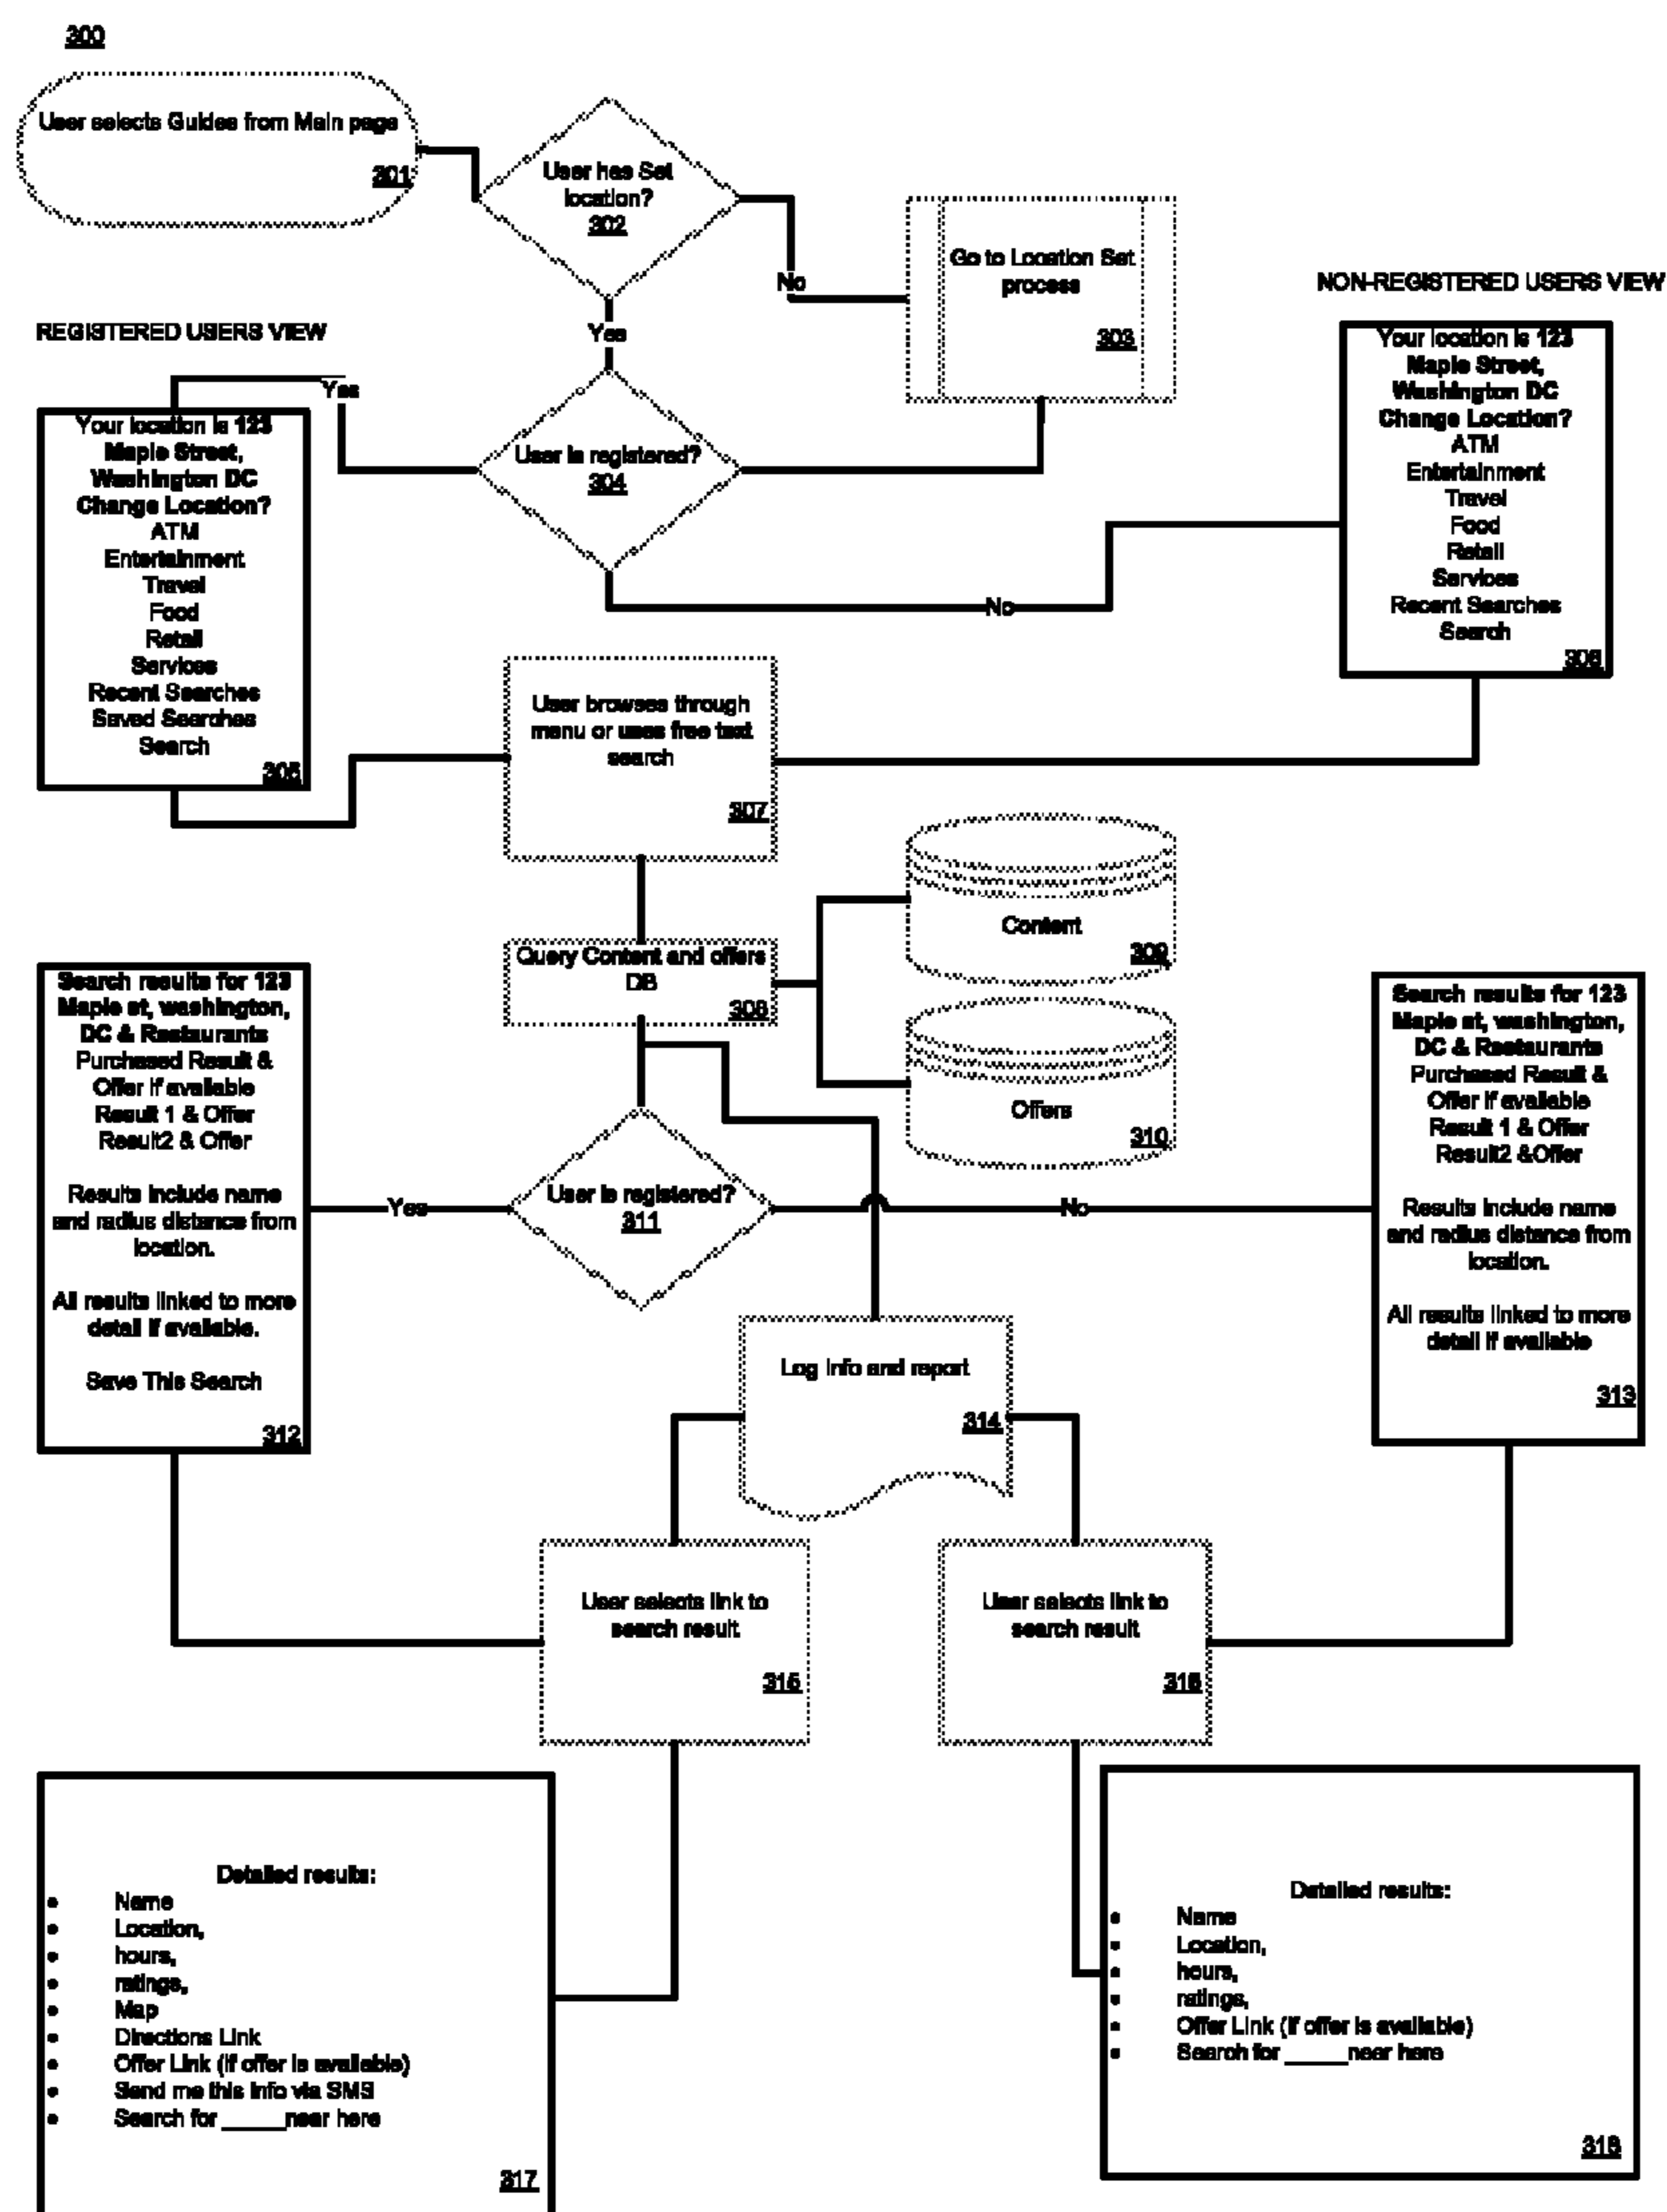 300
User selects Guides from Main page
301
User has Set
location?
302
No
Go to Location Set
process
303
Yes
NON-REGISTERED USERS VIEW
Your location is 123
Maple Street,
Washington DC
Change Location?
ATM
Entertainment
Travel
Food
Retail
Services
Recent Searches
Search
306
REGISTERED USERS VIEW
Yes
Your location is 123
Maple Street,
Washington DC
Change Location?
ATM
Entertainment
Travel
Food
Retail
Services
Recent Searches
Saved Searches
Search
305
User is registered?
304
No
User browses through
menu or uses free text
search
307
Query Content and offers
DB
308
Content
309
Offers
310
Search results for 123
Maple st, washington,
DC & Restaurants
Purchased Result &
Offer if available
Result 1 & Offer
Result2 & Offer
Results include name
and radius distance from
location.
All results linked to more
detail if available.
Save This Search
312
Yes
User is registered?
311
No
Search results for 123
Maple st, washington,
DC & Restaurants
Purchased Result &
Offer if available
Result 1 & Offer
Result2 &Offer
Results include name
and radius distance from
location.
All results linked to more
detail if available
313
Log Info and report
314
User selects link to
search result
315
User selects link to
search result
316
Detailed results:
• Name
• Location,
• hours,
• ratings,
• Map
• Directions Link
• Offer Link (if offer is available)
• Send me this info via SMS
• Search for _____near here
317
Detailed results:
• Name
• Location,
• hours,
• ratings,
• Offer Link (if offer is available)
• Search for _____near here
318